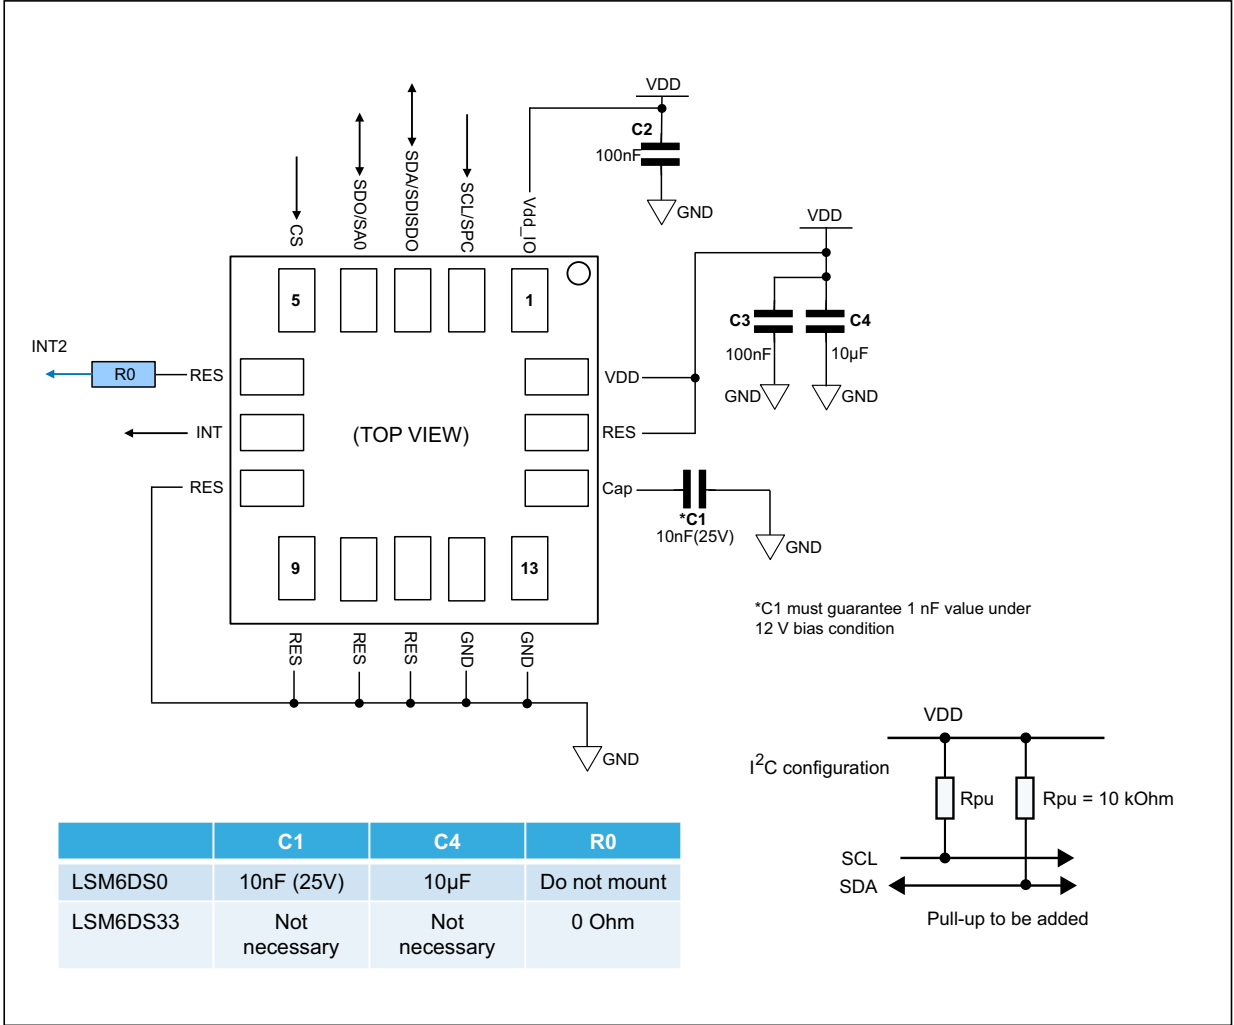 VDD
C2
100nF
GND
CS
SDO/SA0
SDA/SDISDO
SCL/SPC
Vdd_IO
VDD
5
1
C3
C4
100nF
10µF
GND
GND
INT2
R0
RES
VDD
INT
(TOP VIEW)
RES
RES
Cap
*C1
10nF(25V)
GND
9
13
*C1 must guarantee 1 nF value under
12 V bias condition
RES
RES
RES
GND
GND
GND
VDD
I2C configuration
Rpu
Rpu = 10 kOhm
SCL
SDA
Pull-up to be added
C1 C4 R0
LSM6DS0 10nF (25V) 10µF Do not mount
LSM6DS33 Not necessary Not necessary 0 Ohm